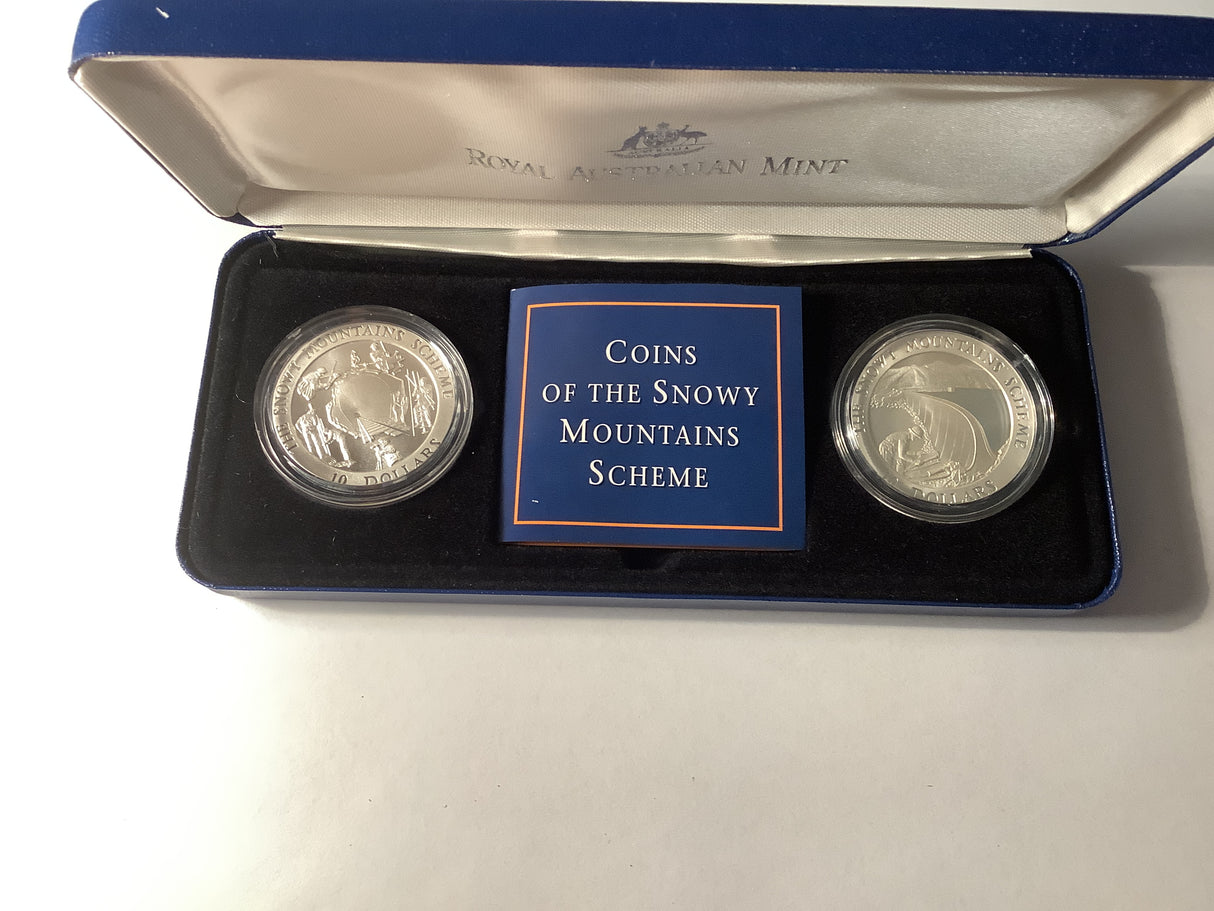 AUSTRALIA
ROYAL AUSTRALIAN MINT
THE SNOWY MOUNTAINS SCHEME
10 DOLLARS
COINS
OF THE SNOWY
MOUNTAINS
SCHEME
THE SNOWY MOUNTAINS SCHEME
DOLLARS